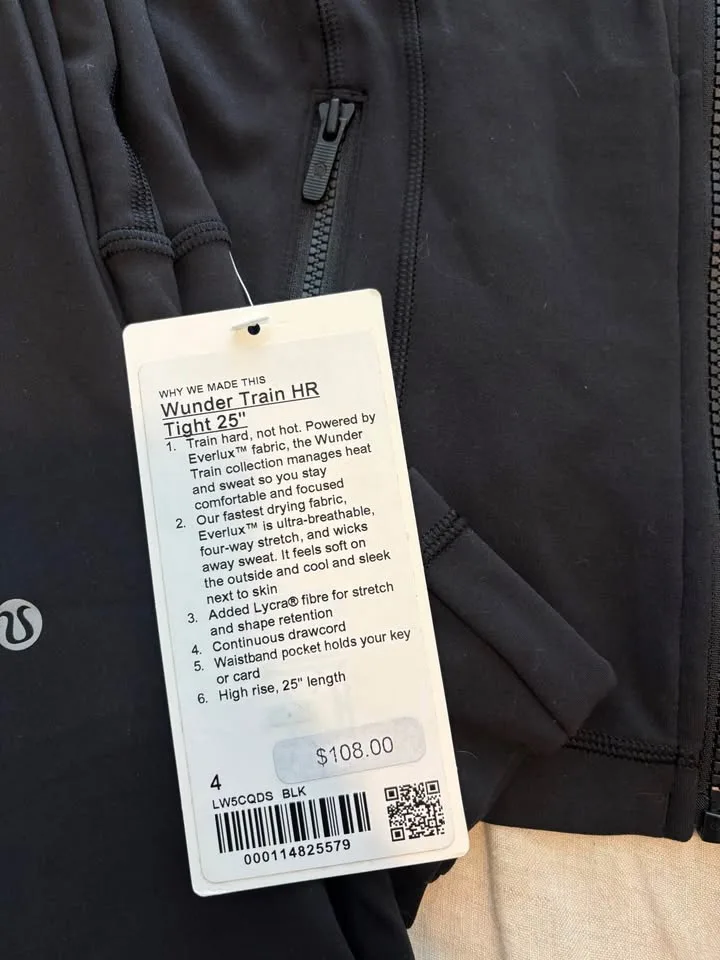 WHY WE MADE THIS
Wunder Train HR
Tight 25"
1. Train hard, not hot. Powered by
Everlux™ fabric, the Wunder
Train collection manages heat
and sweat so you stay
comfortable and focused
2. Our fastest drying fabric,
Everlux™ is ultra-breathable,
four-way stretch, and wicks
away sweat. It feels soft on
the outside and cool and sleek
next to skin
3. Added Lycra® fibre for stretch
and shape retention
4. Continuous drawcord
5. Waistband pocket holds your key
or card
6. High rise, 25" length
$108.00
4
LW5CQDS BLK
000114825579